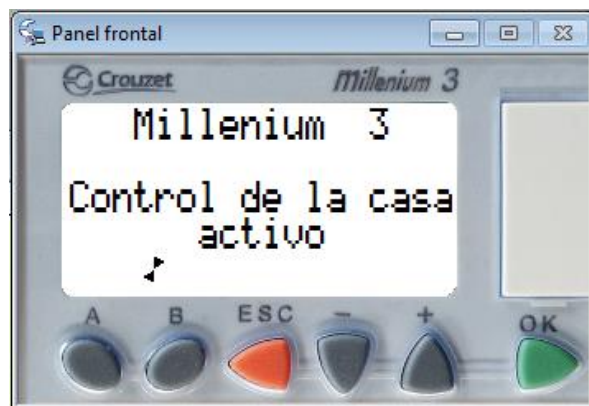 Panel frontal
Crouzet Millenium 3
Millenium 3
Control de la casa
activo
A B ESC - + OK